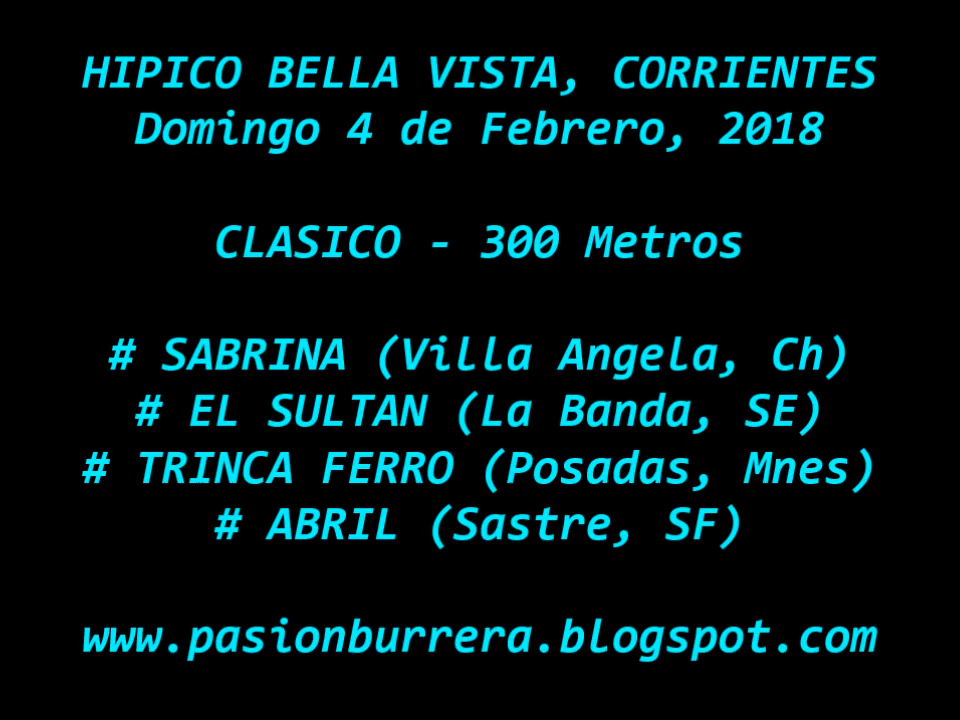 HIPICO BELLA VISTA, CORRIENTES
Domingo 4 de Febrero, 2018
CLASICO - 300 Metros
# SABRINA (Villa Angela, Ch)
# EL SULTAN (La Banda, SE)
# TRINCA FERRO (Posadas, Mnes)
# ABRIL (Sastre, SF)
www.pasionburrera.blogspot.com